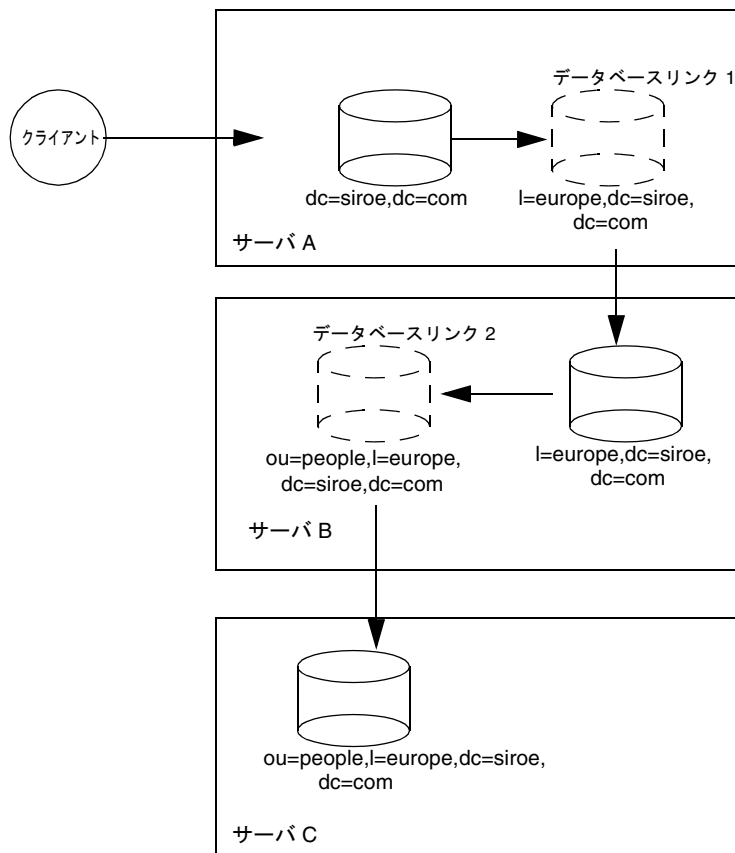 データベースリンク 1
クライアント
dc=siroe,dc=com
l=europe,dc=siroe,
dc=com
サーバ A
データベースリンク 2
ou=people,l=europe,
dc=siroe,dc=com
l=europe,dc=siroe,
dc=com
サーバ B
ou=people,l=europe,dc=siroe,
dc=com
サーバ C